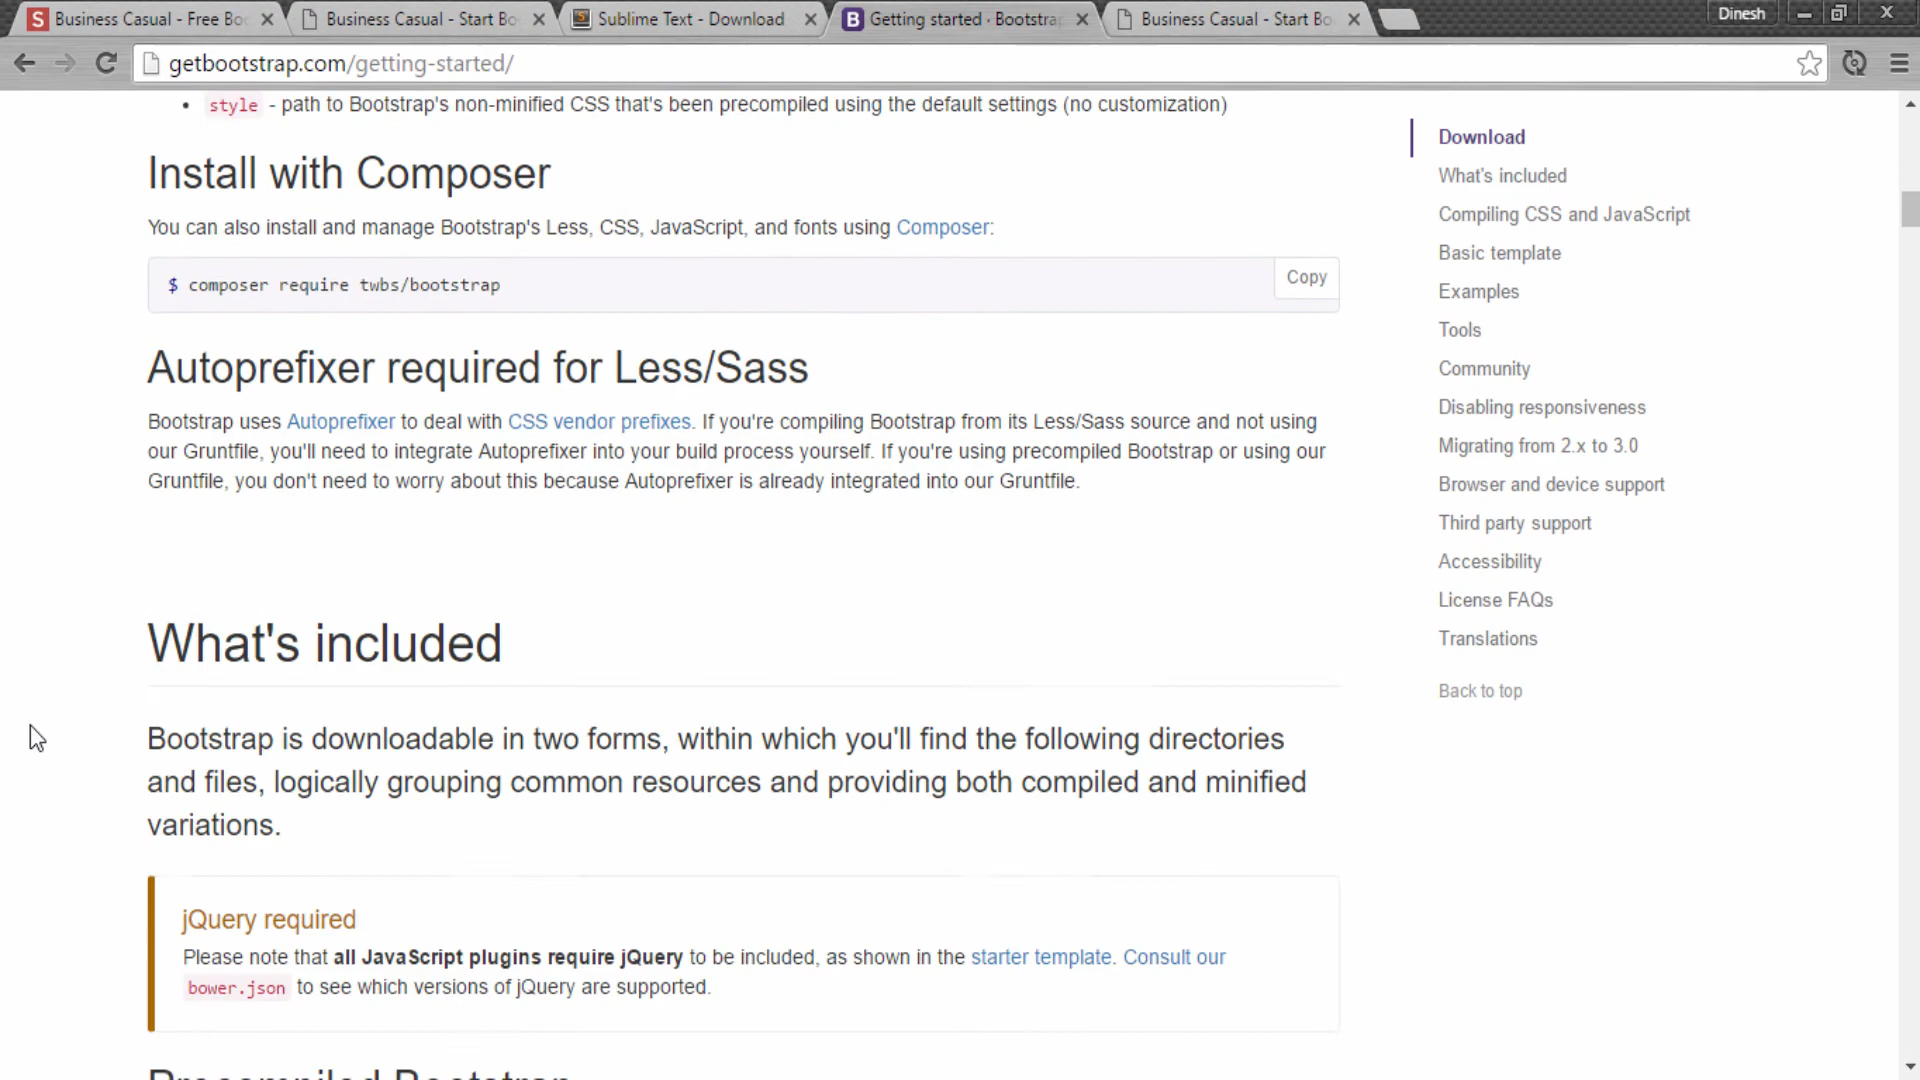 S Business Casual - Free Bo
Business Casual - Start Bo
Sublime Text - Download
B Getting started · Bootstrap
Business Casual - Start Bo
Dinesh
getbootstrap.com/getting-started/
style - path to Bootstrap's non-minified CSS that's been precompiled using the default settings (no customization)
Install with Composer
You can also install and manage Bootstrap's Less, CSS, JavaScript, and fonts using Composer:
$ composer require twbs/bootstrap
Copy
Autoprefixer required for Less/Sass
Bootstrap uses Autoprefixer to deal with CSS vendor prefixes. If you're compiling Bootstrap from its Less/Sass source and not using
our Gruntfile, you'll need to integrate Autoprefixer into your build process yourself. If you're using precompiled Bootstrap or using our
Gruntfile, you don't need to worry about this because Autoprefixer is already integrated into our Gruntfile.
What's included
Bootstrap is downloadable in two forms, within which you'll find the following directories
and files, logically grouping common resources and providing both compiled and minified
variations.
jQuery required
Please note that all JavaScript plugins require jQuery to be included, as shown in the starter template. Consult our
bower.json to see which versions of jQuery are supported.
Precompiled Bootstrap
Download
What's included
Compiling CSS and JavaScript
Basic template
Examples
Tools
Community
Disabling responsiveness
Migrating from 2.x to 3.0
Browser and device support
Third party support
Accessibility
License FAQs
Translations
Back to top